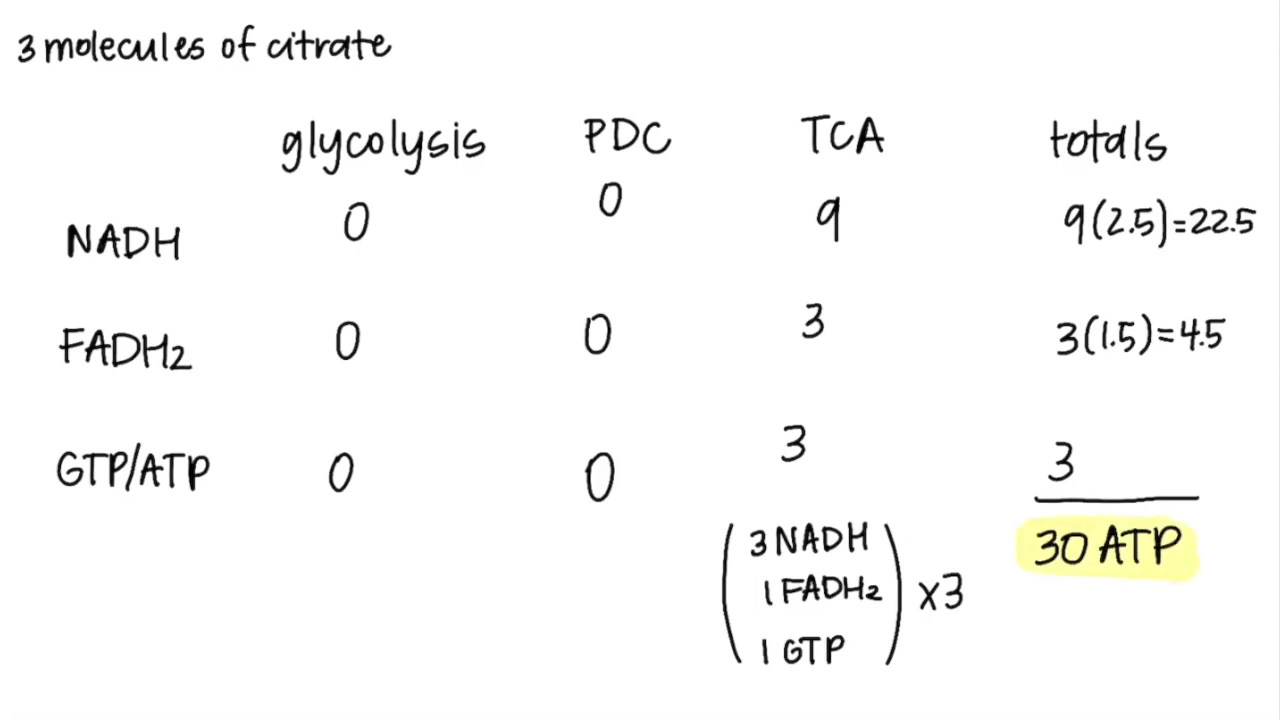 3 molecules of citrate
glycolysis PDC TCA totals
NADH 0 0 9 9(2.5)=22.5
FADH2 0 0 3 3(1.5)=4.5
GTP/ATP 0 0 3 3
30 ATP
3 NADH
1 FADH2
1 GTP
x3